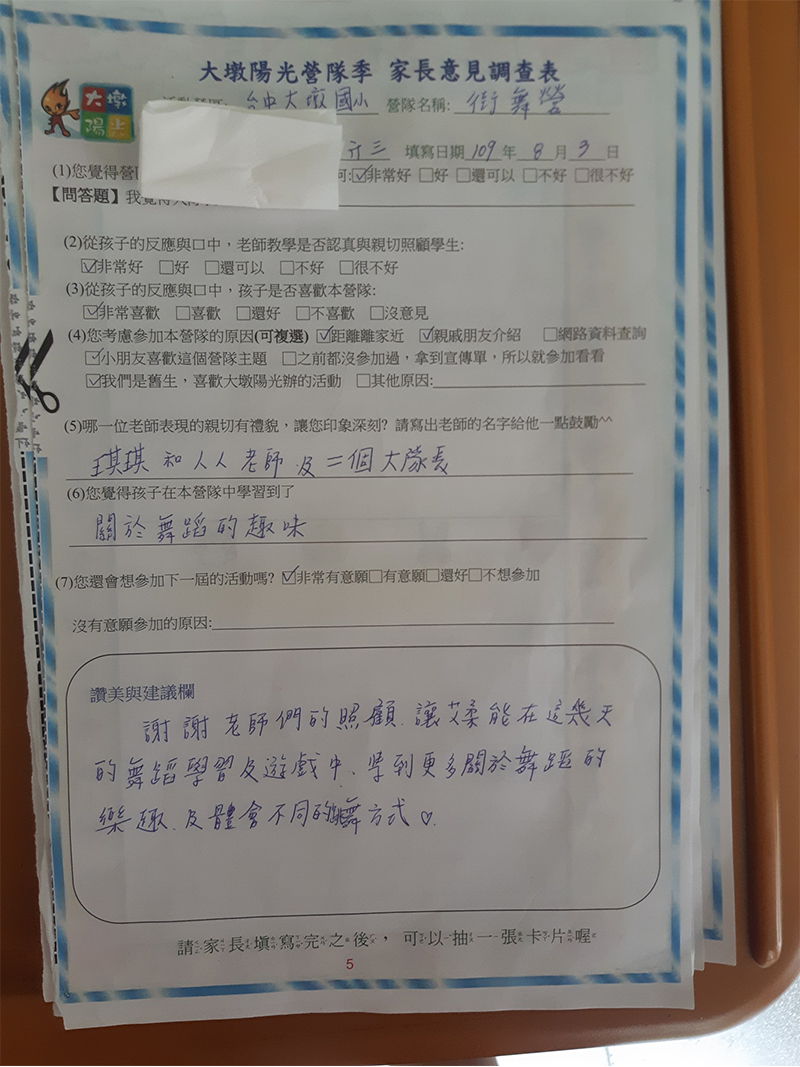 大墩陽光營隊季 家長意見調查表
大墩
陽光
台中大墩國小 營隊名稱: 街舞營
升三 填寫日期 109 年 8 月 3 日
(1)您覺得營 何:☑非常好 □好 □還可以 □不好 □很不好
【問答題】我覺得
(2)從孩子的反應與口中，老師教學是否認真與親切照顧學生:
☑非常好 □好 □還可以 □不好 □很不好
(3)從孩子的反應與口中，孩子是否喜歡本營隊:
☑非常喜歡 □喜歡 □還好 □不喜歡 □沒意見
(4)您考慮參加本營隊的原因(可複選) ☑距離離家近 ☑親戚朋友介紹 □網路資料查詢
☑小朋友喜歡這個營隊主題 □之前都沒參加過，拿到宣傳單，所以就參加看看
☑我們是舊生，喜歡大墩陽光辦的活動 □其他原因:
(5)哪一位老師表現的親切有禮貌，讓您印象深刻? 請寫出老師的名字給他一點鼓勵^^
琪琪 和 人人 老師 及 二個 大隊長
(6)您覺得孩子在本營隊中學習到了
關於舞蹈的趣味
(7)您還會想參加下一屆的活動嗎? ☑非常有意願□有意願□還好□不想參加
沒有意願參加的原因:
讚美與建議欄
謝謝老師們的照顧、讓艾柔能在這幾天
的舞蹈學習及遊戲中、學到更多關於舞蹈的
樂趣、及體會不同的跳舞方式♡.
請家長填寫完之後，可以抽一張卡片喔
5